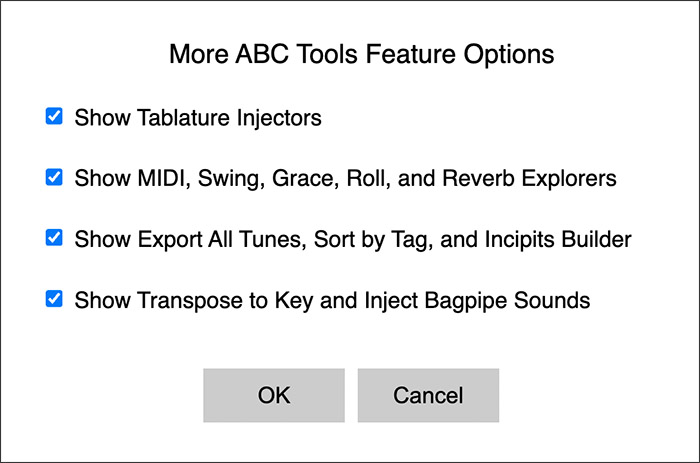 More ABC Tools Feature Options
Show Tablature Injectors
Show MIDI, Swing, Grace, Roll, and Reverb Explorers
Show Export All Tunes, Sort by Tag, and Incipits Builder
Show Transpose to Key and Inject Bagpipe Sounds
OK
Cancel